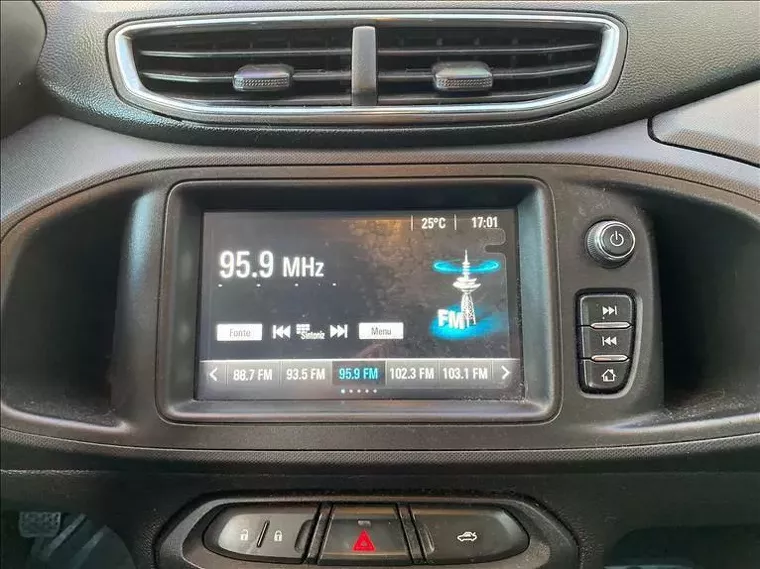 25°C 17:01
95.9 MHz
FM
Fonte Sintoniz Menu
88.7 FM 93.5 FM 95.9 FM 102.3 FM 103.1 FM